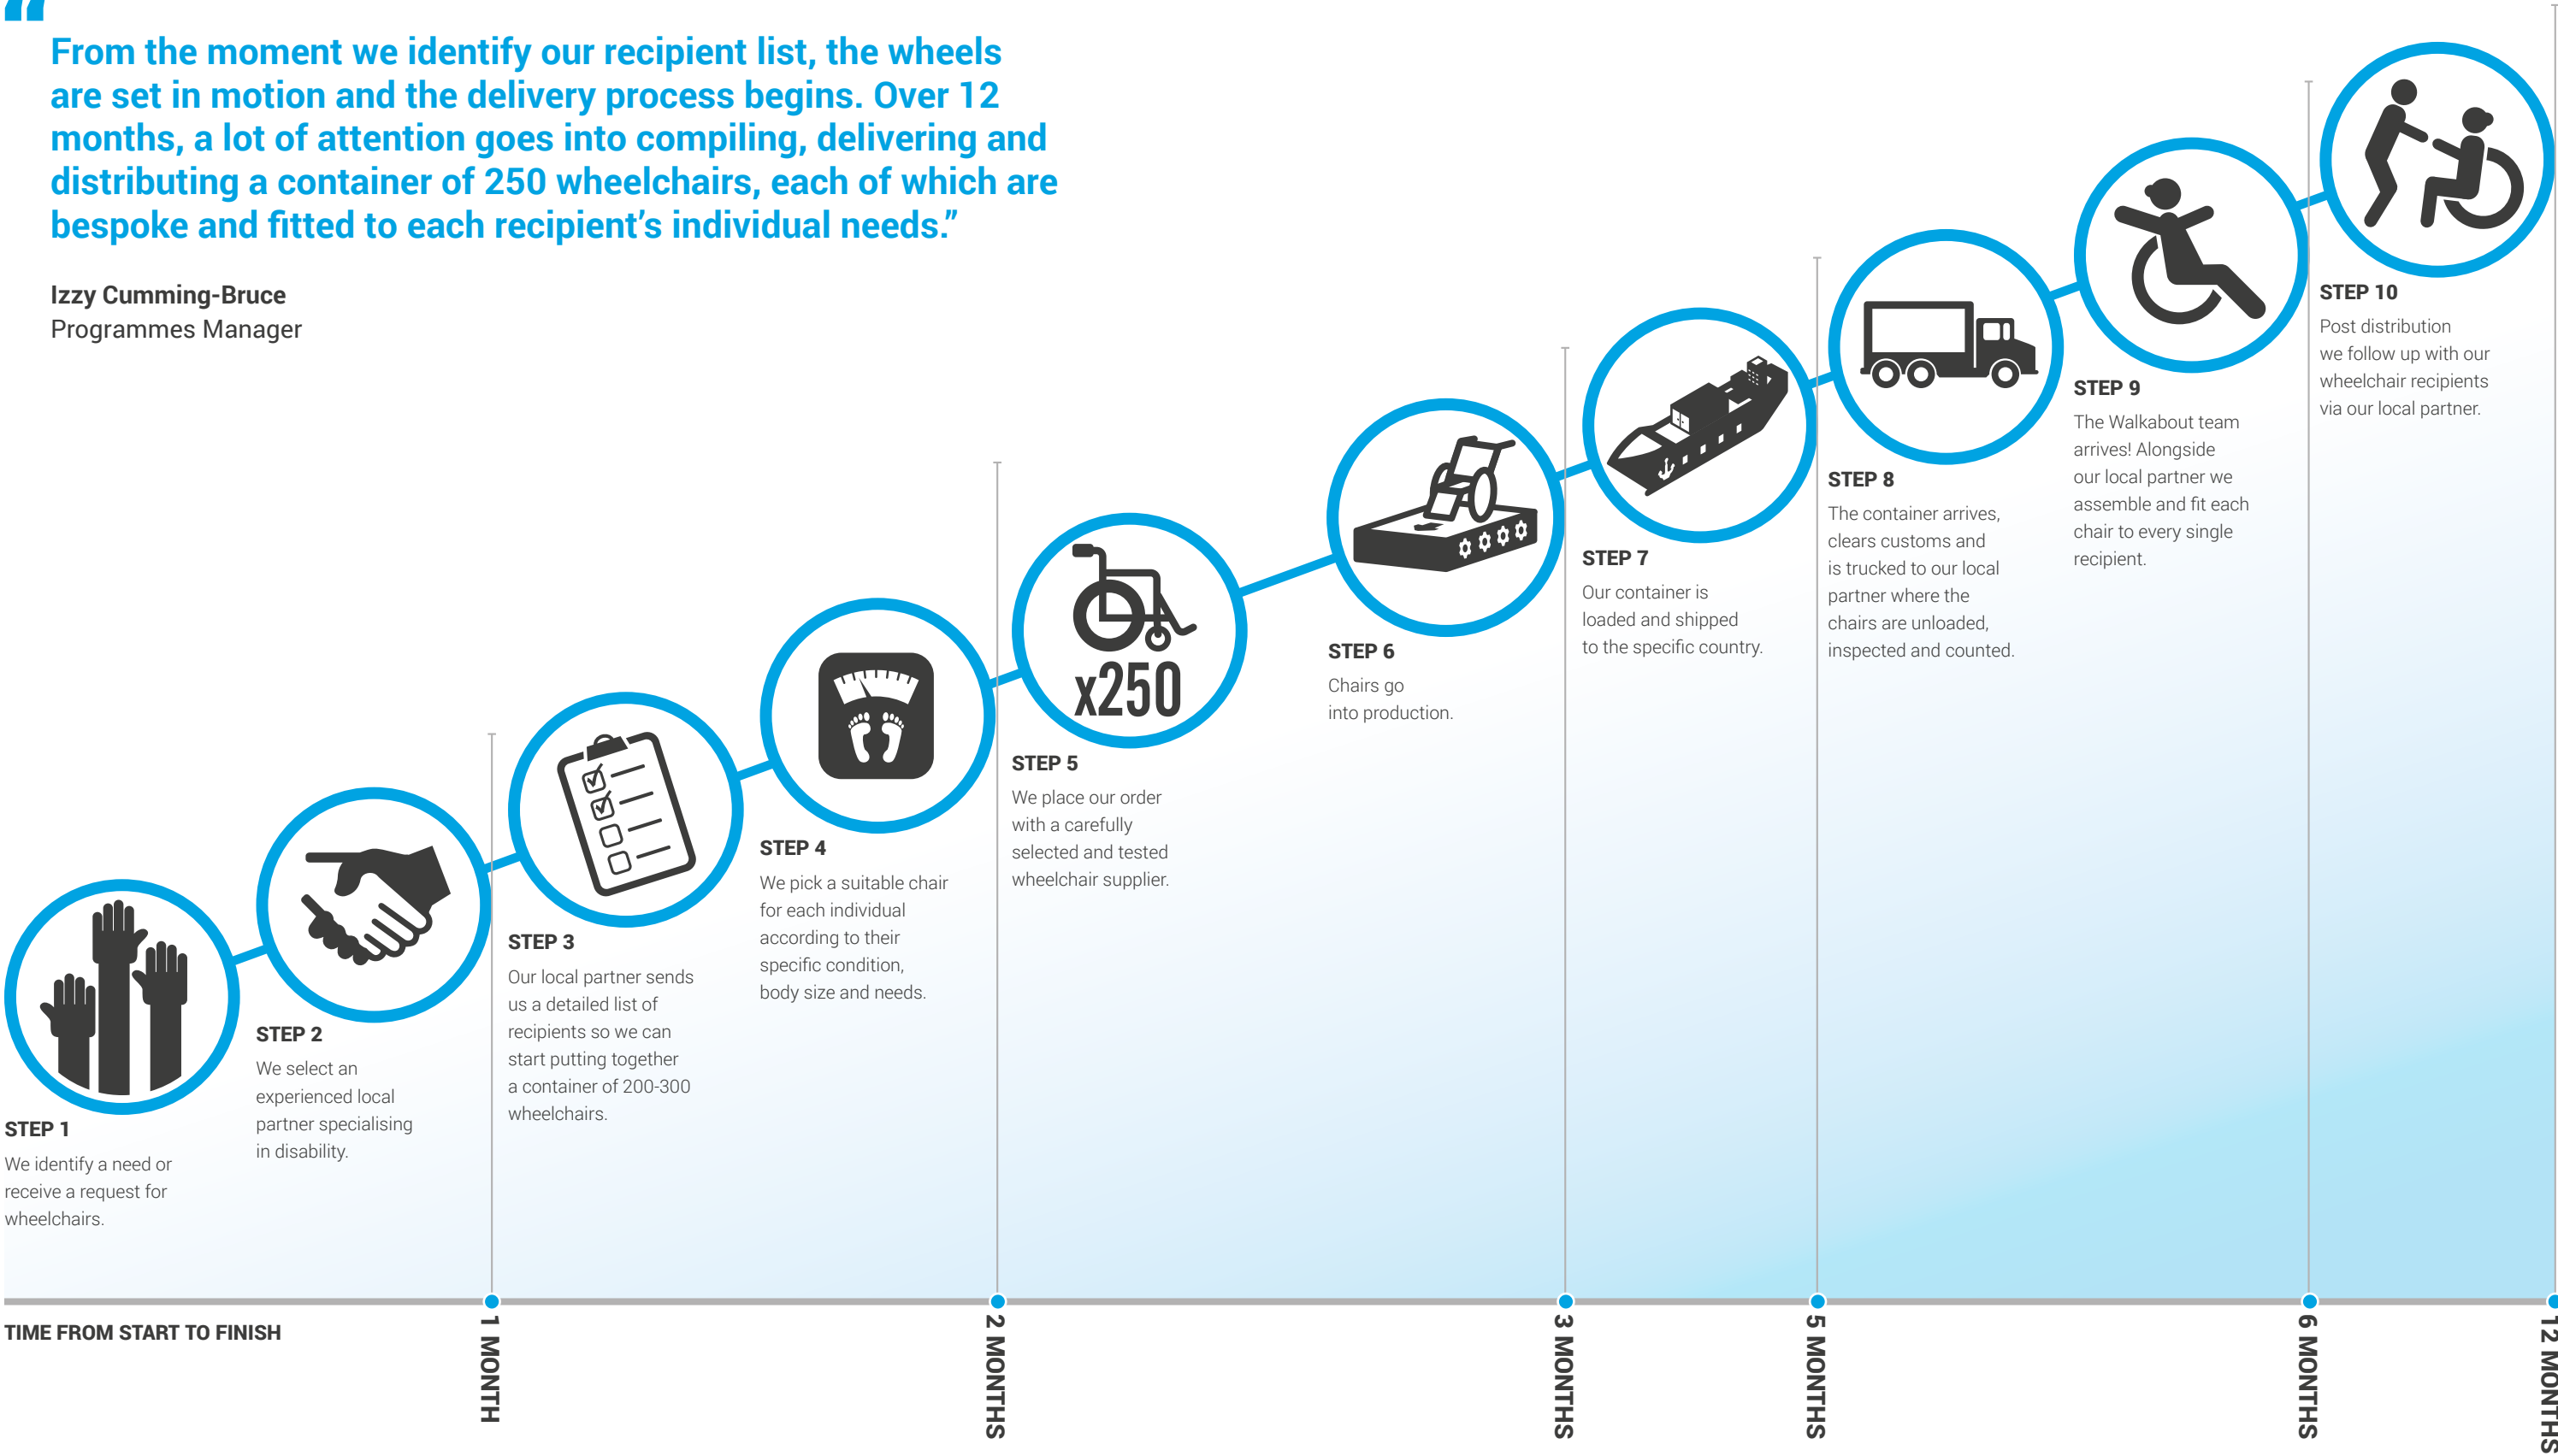 “
From the moment we identify our recipient list, the wheels
are set in motion and the delivery process begins. Over 12
months, a lot of attention goes into compiling, delivering and
distributing a container of 250 wheelchairs, each of which are
bespoke and fitted to each recipient’s individual needs.”
Izzy Cumming-Bruce
Programmes Manager
STEP 1
We identify a need or
receive a request for
wheelchairs.
STEP 2
We select an
experienced local
partner specialising
in disability.
STEP 3
Our local partner sends
us a detailed list of
recipients so we can
start putting together
a container of 200-300
wheelchairs.
STEP 4
We pick a suitable chair
for each individual
according to their
specific condition,
body size and needs.
x250
STEP 5
We place our order
with a carefully
selected and tested
wheelchair supplier.
STEP 6
Chairs go
into production.
STEP 7
Our container is
loaded and shipped
to the specific country.
STEP 8
The container arrives,
clears customs and
is trucked to our local
partner where the
chairs are unloaded,
inspected and counted.
STEP 9
The Walkabout team
arrives! Alongside
our local partner we
assemble and fit each
chair to every single
recipient.
STEP 10
Post distribution
we follow up with our
wheelchair recipients
via our local partner.
TIME FROM START TO FINISH
1 MONTH
2 MONTHS
3 MONTHS
5 MONTHS
6 MONTHS
12 MONTHS